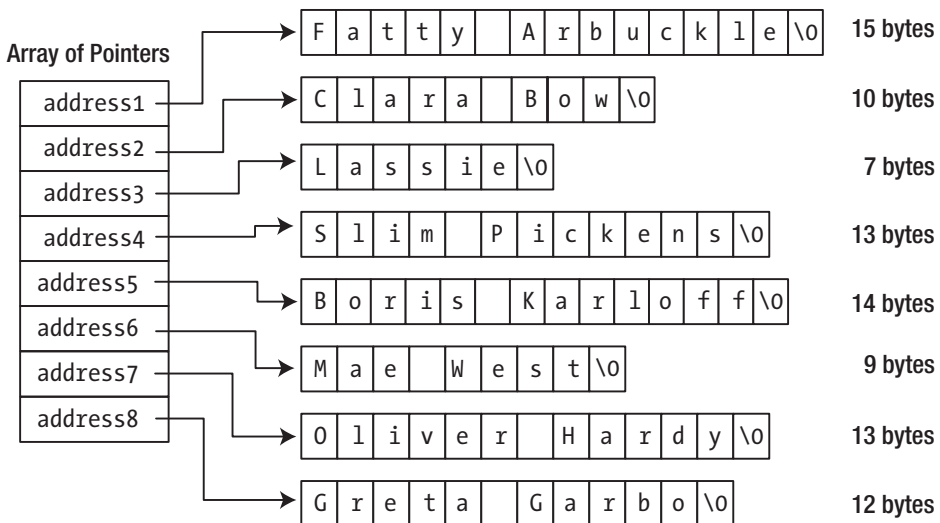 Array of Pointers
address1
address2
address3
address4
address5
address6
address7
address8
Fatty Arbuckle\0 15 bytes
Clara Bow\0 10 bytes
Lassie\0 7 bytes
Slim Pickens\0 13 bytes
Boris Karloff\0 14 bytes
Mae West\0 9 bytes
Oliver Hardy\0 13 bytes
Greta Garbo\0 12 bytes